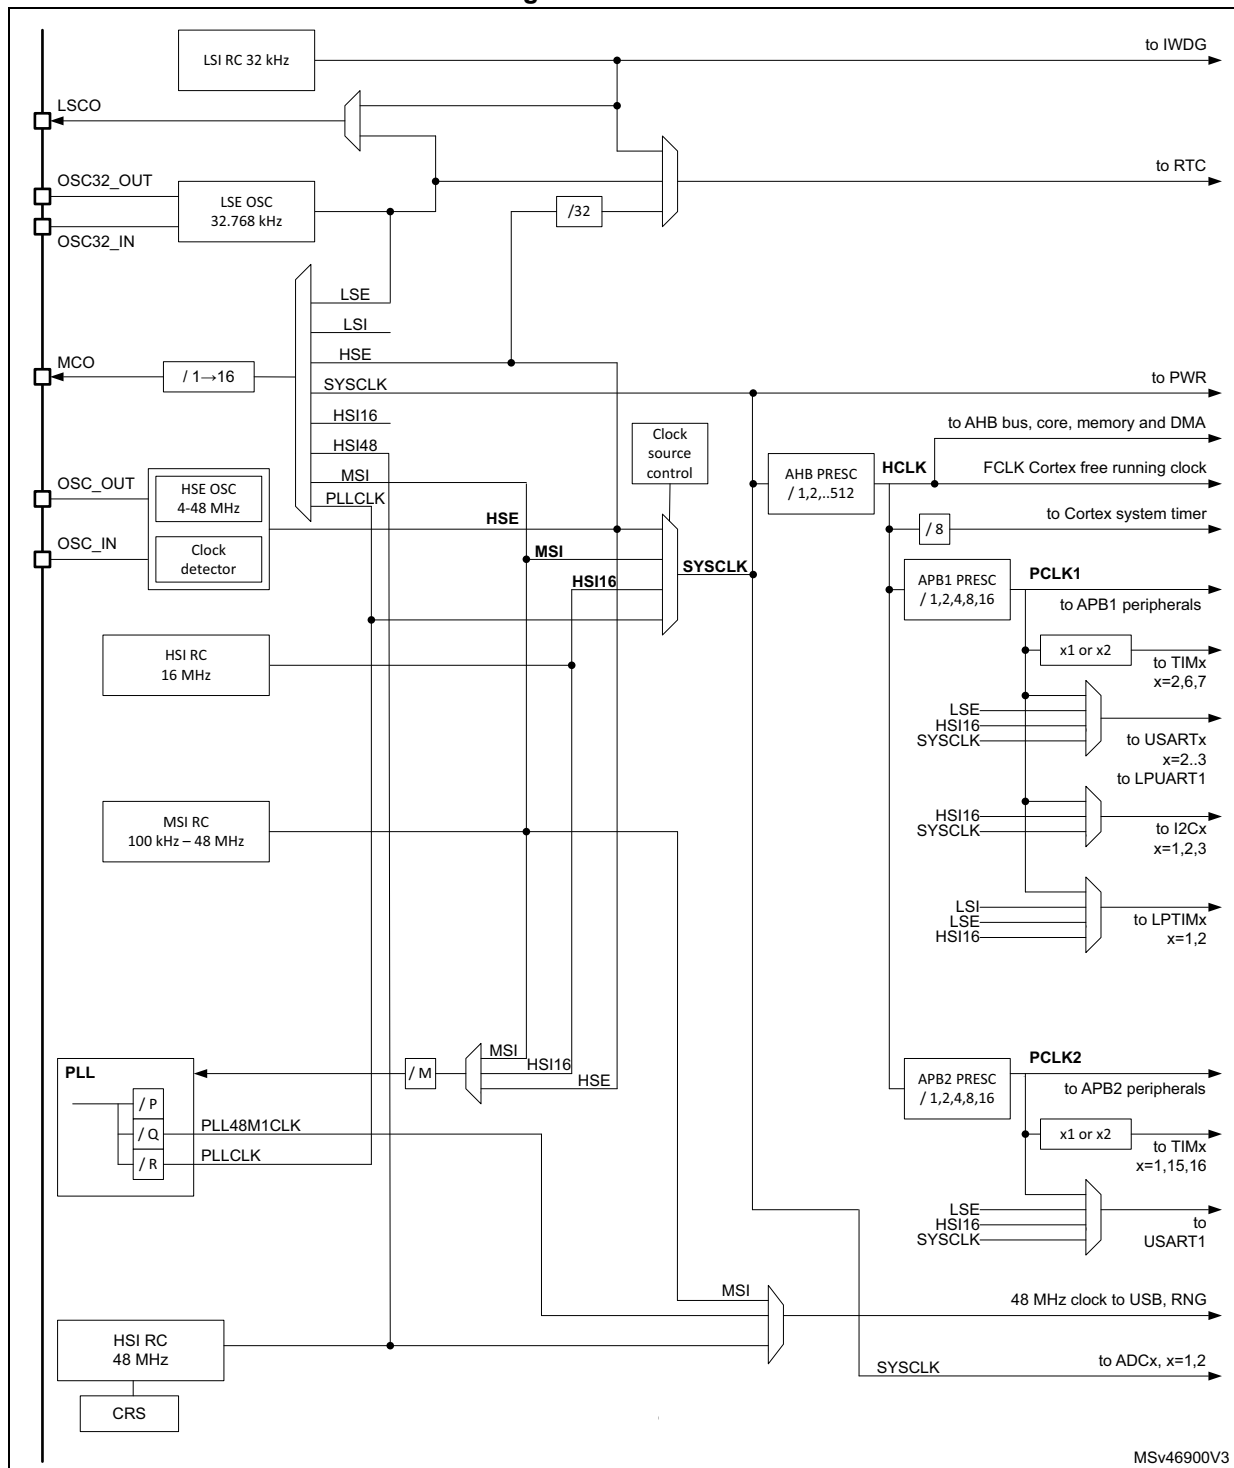 g
LSI RC 32 kHz
to IWDG
LSCO
to RTC
OSC32_OUT
LSE OSC
32.768 kHz
/32
OSC32_IN
LSE
LSI
MCO
/ 1→16
HSE
to PWR
SYSCLK
HSI16
to AHB bus, core, memory and DMA
Clock
source
control
HSI48
AHB PRESC
/ 1,2,..512
HCLK
FCLK Cortex free running clock
MSI
OSC_OUT
HSE OSC
4-48 MHz
PLLCLK
to Cortex system timer
HSE
/ 8
OSC_IN
Clock
detector
MSI
SYSCLK
HSI16
APB1 PRESC
/ 1,2,4,8,16
PCLK1
to APB1 peripherals
HSI RC
16 MHz
x1 or x2
to TIMx
x=2,6,7
LSE
HSI16
SYSCLK
to USARTx
x=2..3
to LPUART1
MSI RC
100 kHz – 48 MHz
HSI16
SYSCLK
to I2Cx
x=1,2,3
LSI
LSE
HSI16
to LPTIMx
x=1,2
PLL
/ M
MSI
HSI16
HSE
APB2 PRESC
/ 1,2,4,8,16
PCLK2
to APB2 peripherals
/ P
/ Q
PLL48M1CLK
/ R
PLLCLK
x1 or x2
to TIMx
x=1,15,16
LSE
HSI16
SYSCLK
to
USART1
MSI
48 MHz clock to USB, RNG
HSI RC
48 MHz
SYSCLK
to ADCx, x=1,2
CRS
MSv46900V3